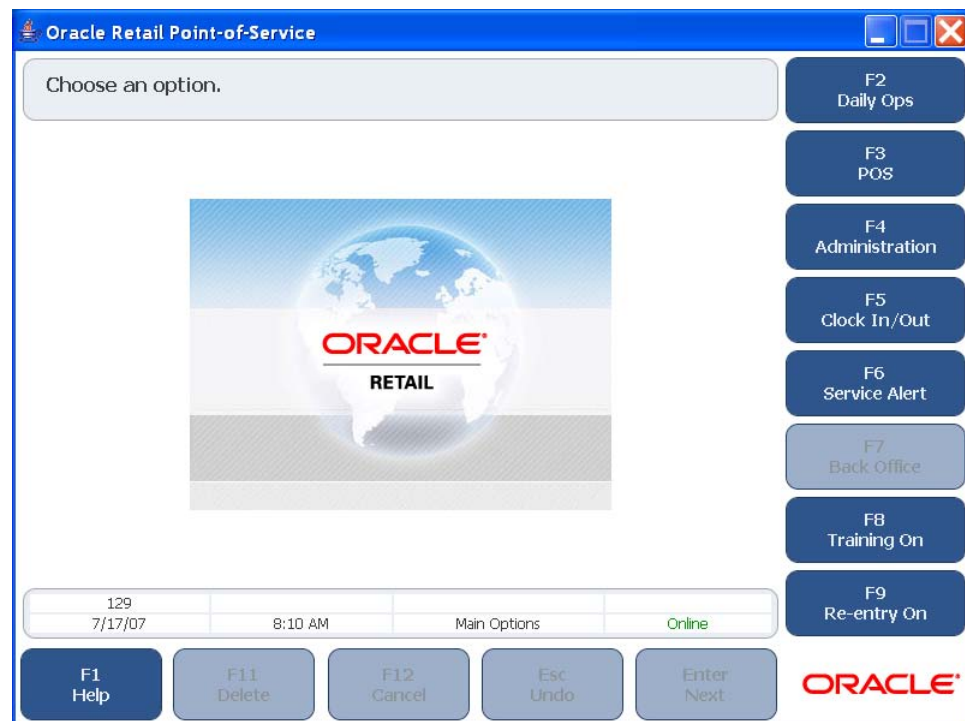 Oracle Retail Point-of-Service
Choose an option.
F2
Daily Ops
F3
POS
F4
Administration
F5
Clock In/Out
F6
Service Alert
F7
Back Office
F8
Training On
F9
Re-entry On
ORACLE
RETAIL
129
7/17/07 8:10 AM Main Options Online
F1
Help
F11
Delete
F12
Cancel
Esc
Undo
Enter
Next
ORACLE